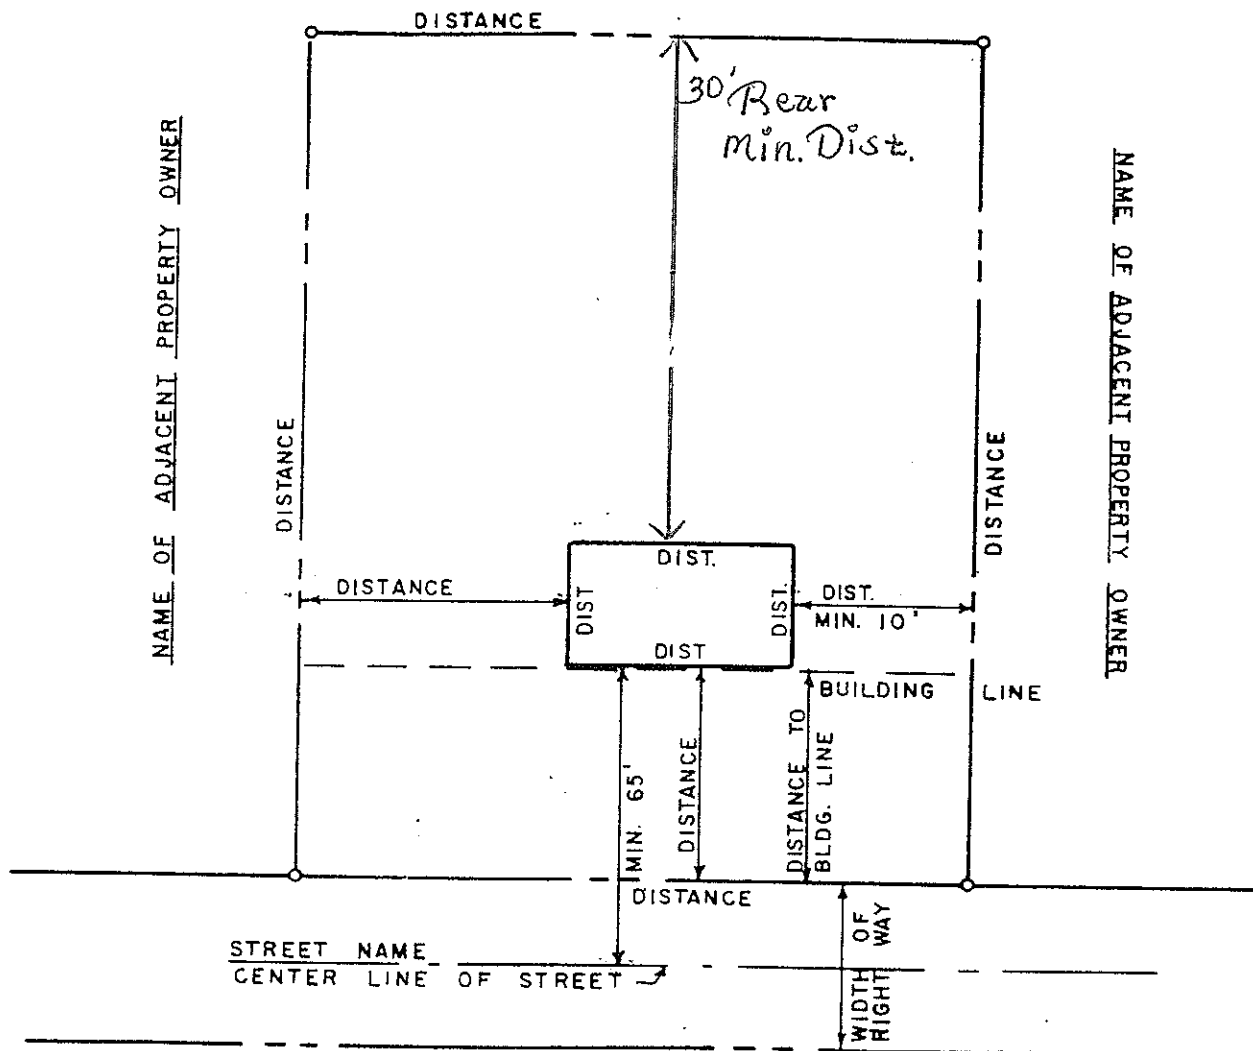 DISTANCE
30' Rear
Min. Dist.
NAME OF ADJACENT PROPERTY OWNER
NAME OF ADJACENT PROPERTY OWNER
DISTANCE
DISTANCE
DIST.
DISTANCE
DIST
DIST.
DIST.
MIN. 10'
DIST
BUILDING LINE
MIN. 65'
DISTANCE
DISTANCE TO
BLDG. LINE
DISTANCE
STREET NAME
CENTER LINE OF STREET
WIDTH OF
RIGHT WAY